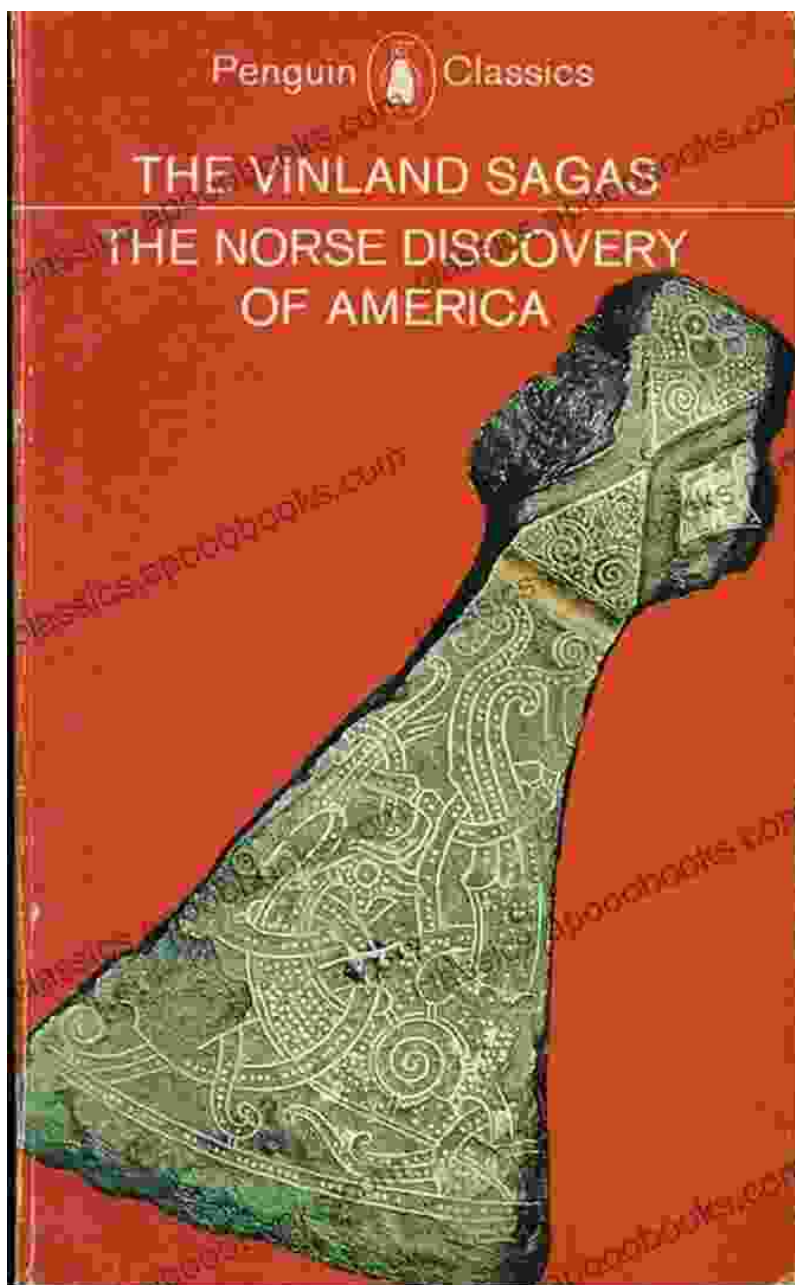 Penguin Classics
THE ViNLAND SAGAS
THE NORSE DISCOVERY
OF AMERICA